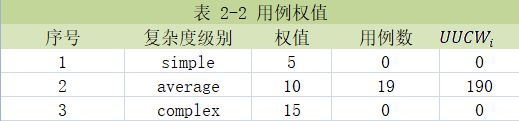 表 2-2 用例权值
序号 复杂度级别 权值 用例数 UUCWi
1 simple 5 0 0
2 average 10 19 190
3 complex 15 0 0